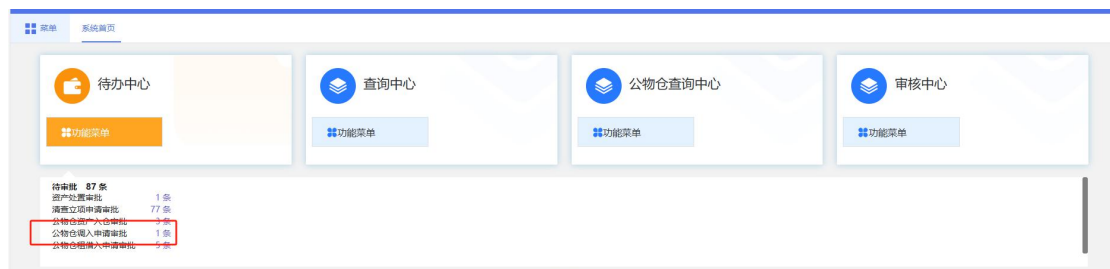 菜单 系统首页
待办中心 查询中心 公物仓查询中心 审核中心
功能菜单 功能菜单 功能菜单 功能菜单
待审批 87 条
资产处置审批 1 条
清查立项申请审批 77 条
公物仓资产入仓审批 3 条
公物仓调入申请审批 1 条
公物仓租借入申请审批 5 条